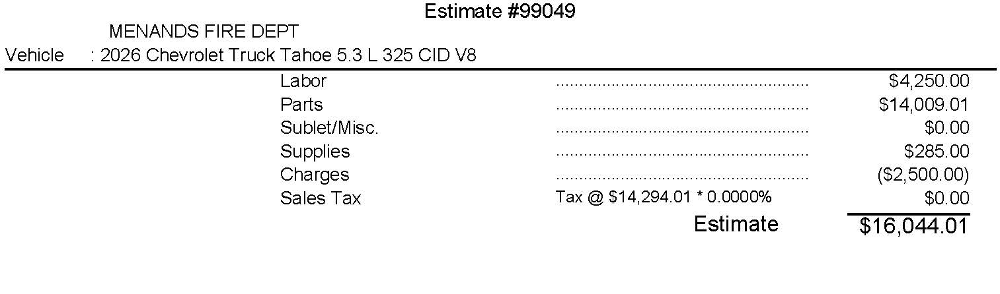 Estimate #99049
MENANDS FIRE DEPT
Vehicle : 2026 Chevrolet Truck Tahoe 5.3 L 325 CID V8
Labor ...................................................... $4,250.00
Parts ...................................................... $14,009.01
Sublet/Misc. ...................................................... $0.00
Supplies ...................................................... $285.00
Charges ...................................................... ($2,500.00)
Sales Tax Tax @ $14,294.01 * 0.0000% $0.00
Estimate $16,044.01